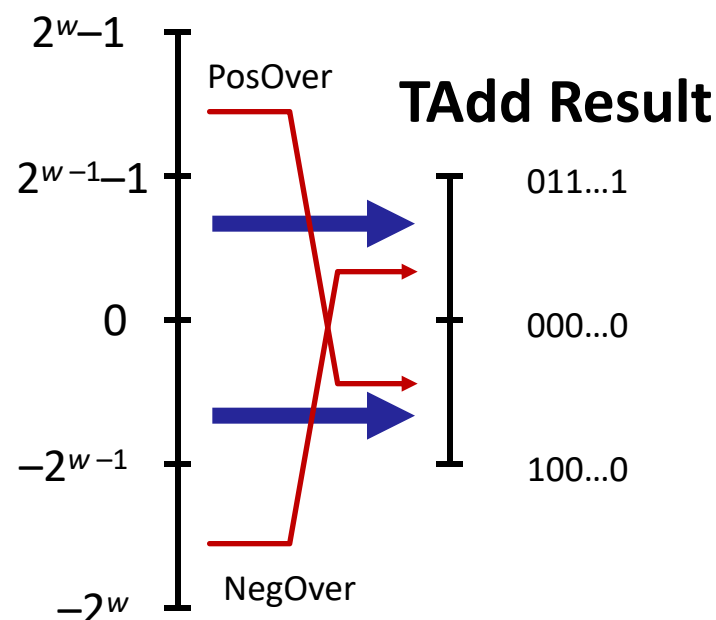 2ʷ–1
PosOver
TAdd Result
2ʷ⁻¹–1
011…1
0
000…0
–2ʷ⁻¹
100…0
NegOver
–2ʷ